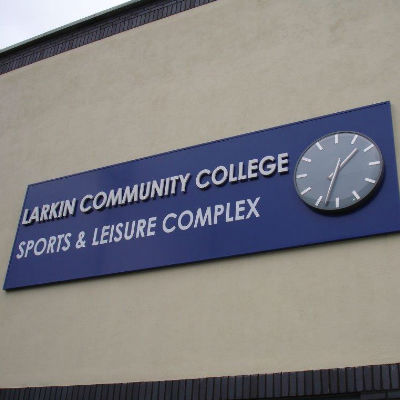 LARKIN COMMUNITY COLLEGE
SPORTS & LEISURE COMPLEX